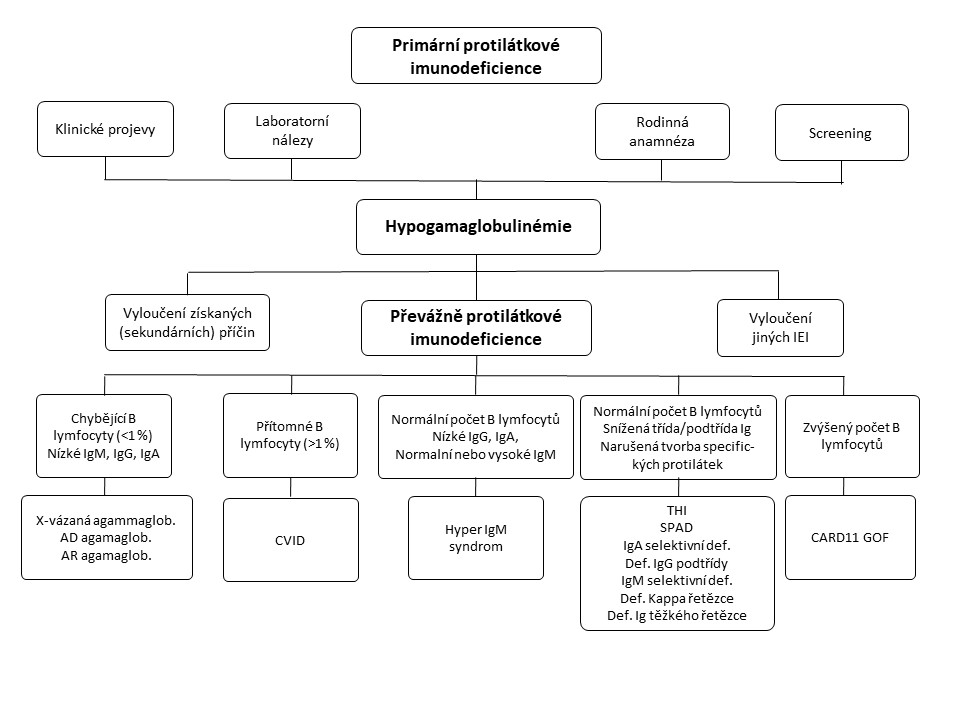 Primární protilátkové
imunodeficience
Klinické projevy
Laboratorní
nálezy
Rodinná
anamnéza
Screening
Hypogamaglobulinémie
Vyloučení získaných
(sekundárních) příčin
Převážně protilátkové
imunodeficience
Vyloučení
jiných IEI
Chybějící B
lymfocyty (<1%)
Nízké IgM, IgG, IgA
Přítomné B
lymfocyty (>1%)
Normální počet B lymfocytů
Nízké IgG, IgA,
Normalní nebo vysoké IgM
Normální počet B lymfocytů
Snížená třída/podtřída Ig
Narušená tvorba specific-
kých protilátek
Zvýšený počet B
lymfocytů
X-vázaná agammaglob.
AD agamaglob.
AR agamaglob.
CVID
Hyper IgM
syndrom
THI
SPAD
IgA selektivní def.
Def. IgG podtřídy
IgM selektivní def.
Def. Kappa řetězce
Def. Ig těžkého řetězce
CARD11 GOF